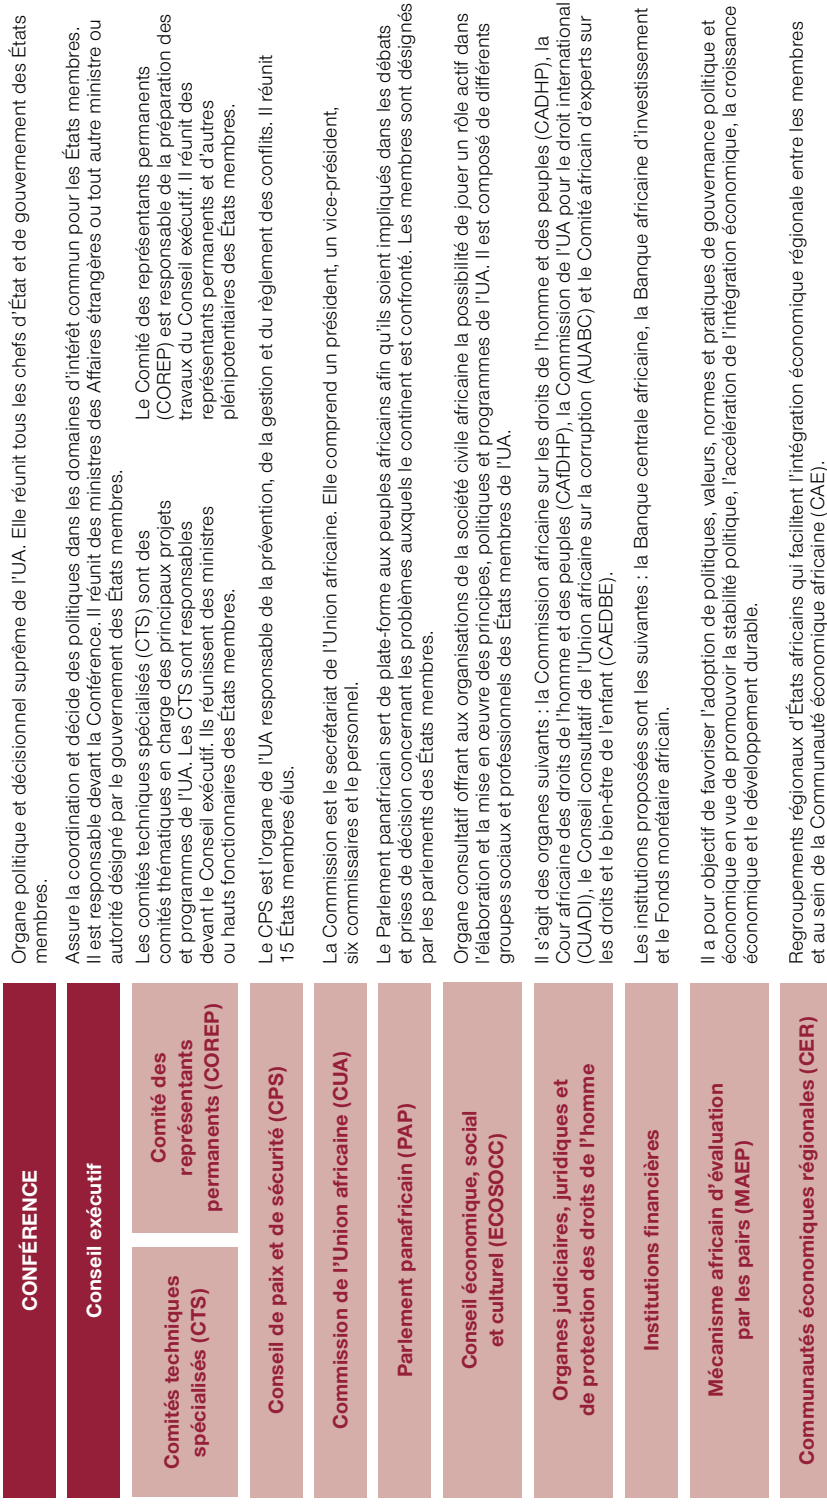 CONFÉRENCE
Organe politique et décisionnel suprême de l'UA. Elle réunit tous les chefs d'État et de gouvernement des États
membres.
Conseil exécutif
Assure la coordination et décide des politiques dans les domaines d'intérêt commun pour les États membres.
Il est responsable devant la Conférence. Il réunit des ministres des Affaires étrangères ou tout autre ministre ou
autorité désigné par le gouvernement des États membres.
Comités techniques
spécialisés (CTS)
Comité des
représentants
permanents (COREP)
Les comités techniques spécialisés (CTS) sont des
comités thématiques en charge des principaux projets
et programmes de l'UA. Les CTS sont responsables
devant le Conseil exécutif. Ils réunissent des ministres
ou hauts fonctionnaires des États membres.
Le Comité des représentants permanents
(COREP) est responsable de la préparation des
travaux du Conseil exécutif. Il réunit des
représentants permanents et d'autres
plénipotentiaires des États membres.
Conseil de paix et de sécurité (CPS)
Le CPS est l'organe de l'UA responsable de la prévention, de la gestion et du règlement des conflits. Il réunit
15 États membres élus.
Commission de l'Union africaine (CUA)
La Commission est le secrétariat de l'Union africaine. Elle comprend un président, un vice-président,
six commissaires et le personnel.
Parlement panafricain (PAP)
Le Parlement panafricain sert de plate-forme aux peuples africains afin qu'ils soient impliqués dans les débats
et prises de décision concernant les problèmes auxquels le continent est confronté. Les membres sont désignés
par les parlements des États membres.
Conseil économique, social
et culturel (ECOSOCC)
Organe consultatif offrant aux organisations de la société civile africaine la possibilité de jouer un rôle actif dans
l'élaboration et la mise en œuvre des principes, politiques et programmes de l'UA. Il est composé de différents
groupes sociaux et professionnels des États membres de l'UA.
Organes judiciaires, juridiques et
de protection des droits de l'homme
Il s'agit des organes suivants : la Commission africaine sur les droits de l'homme et des peuples (CADHP), la
Cour africaine des droits de l'homme et des peuples (CAfDHP), la Commission de l'UA pour le droit international
(CUADI), le Conseil consultatif de l'Union africaine sur la corruption (AUABC) et le Comité africain d'experts sur
les droits et le bien-être de l'enfant (CAEDBE).
Institutions financières
Les institutions proposées sont les suivantes : la Banque centrale africaine, la Banque africaine d'investissement
et le Fonds monétaire africain.
Mécanisme africain d'évaluation
par les pairs (MAEP)
Il a pour objectif de favoriser l'adoption de politiques, valeurs, normes et pratiques de gouvernance politique et
économique en vue de promouvoir la stabilité politique, l'accélération de l'intégration économique, la croissance
économique et le développement durable.
Communautés économiques régionales (CER)
Regroupements régionaux d'États africains qui facilitent l'intégration économique régionale entre les membres
et au sein de la Communauté économique africaine (CAE).